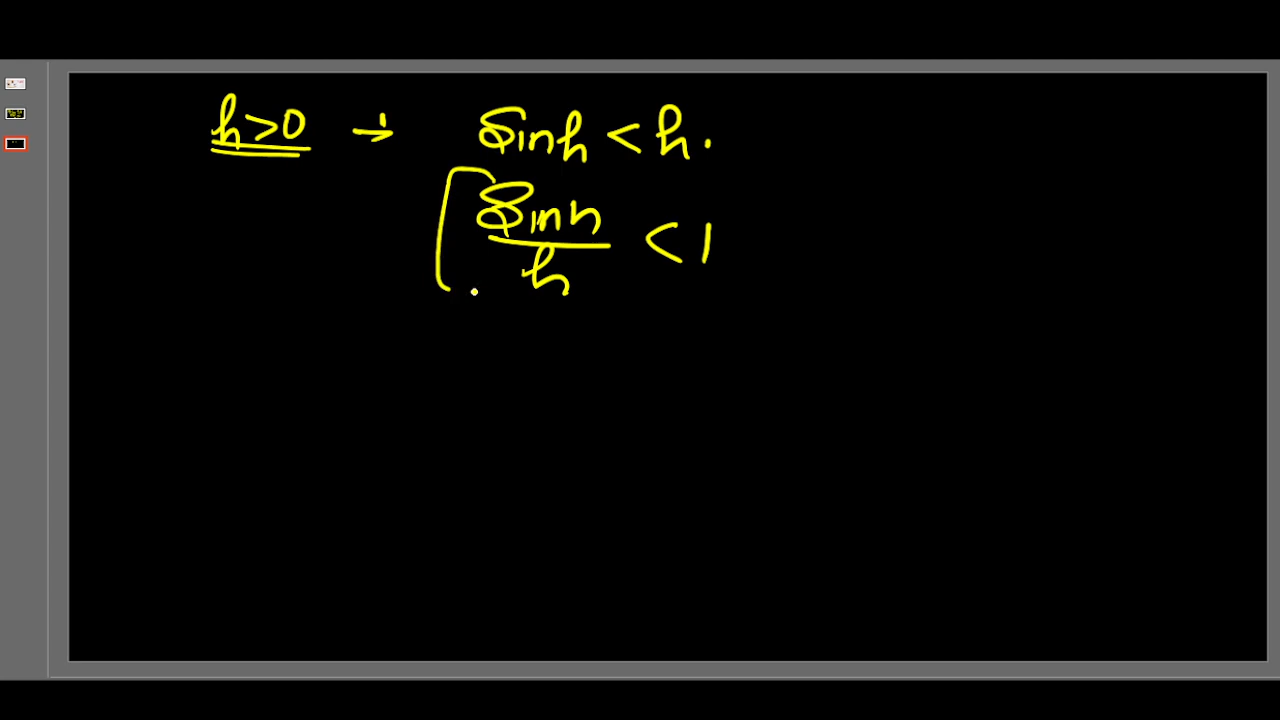 h>0 → sinh < h.
[ sinh / h < 1